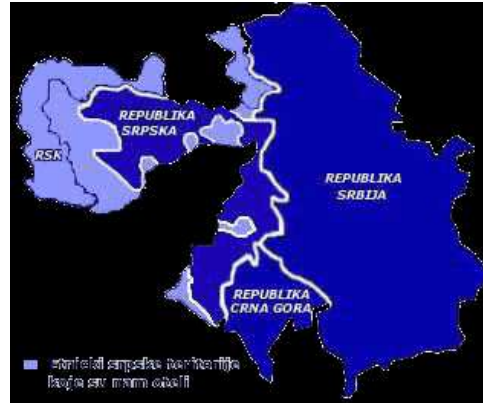 REPUBLIKA
SRPSKA
RSK
REPUBLIKA
SRBIJA
REPUBLIKA
CRNA GORA
etnicki srpske teritorije
koje su nam oteli